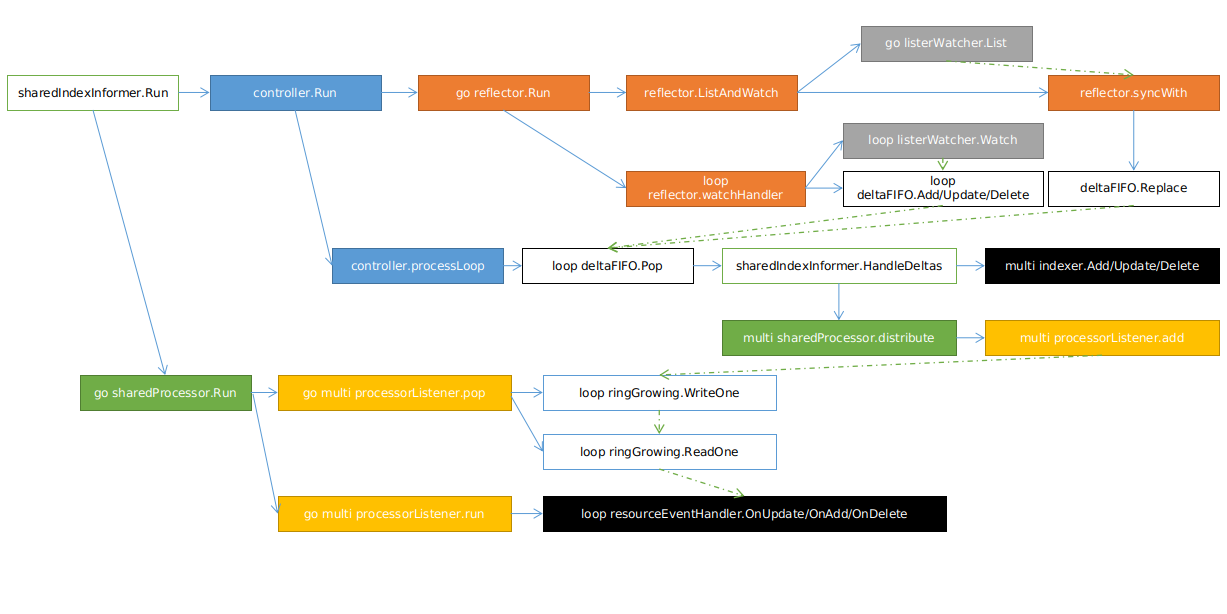 go listerWatcher.List
sharedIndexInformer.Run
controller.Run
go reflector.Run
reflector.ListAndWatch
reflector.syncWith
loop listerWatcher.Watch
loop
reflector.watchHandler
loop
deltaFIFO.Add/Update/Delete
deltaFIFO.Replace
controller.processLoop
loop deltaFIFO.Pop
sharedIndexInformer.HandleDeltas
multi indexer.Add/Update/Delete
multi sharedProcessor.distribute
multi processorListener.add
go sharedProcessor.Run
go multi processorListener.pop
loop ringGrowing.WriteOne
loop ringGrowing.ReadOne
go multi processorListener.run
loop resourceEventHandler.OnUpdate/OnAdd/OnDelete